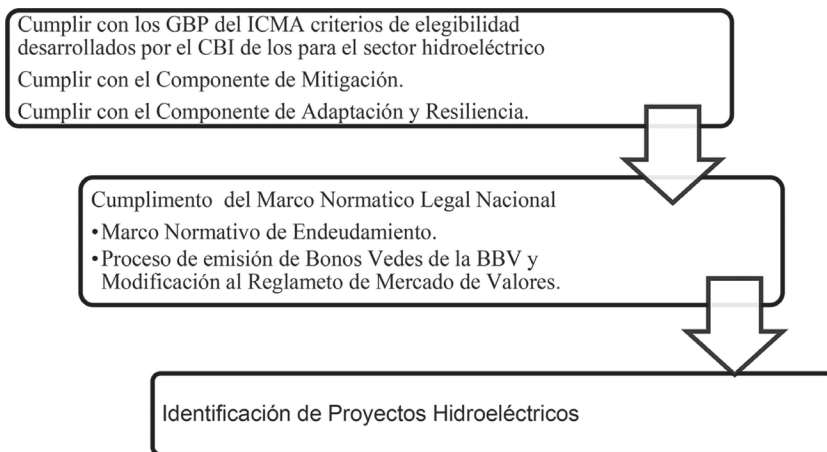 Cumplir con los GBP del ICMA criterios de elegibilidad
desarrollados por el CBI de los para el sector hidroeléctrico
Cumplir con el Componente de Mitigación.
Cumplir con el Componente de Adaptación y Resiliencia.
Cumplimento del Marco Normatico Legal Nacional
•Marco Normativo de Endeudamiento.
•Proceso de emisión de Bonos Vedes de la BBV y
Modificación al Reglameto de Mercado de Valores.
Identificación de Proyectos Hidroeléctricos